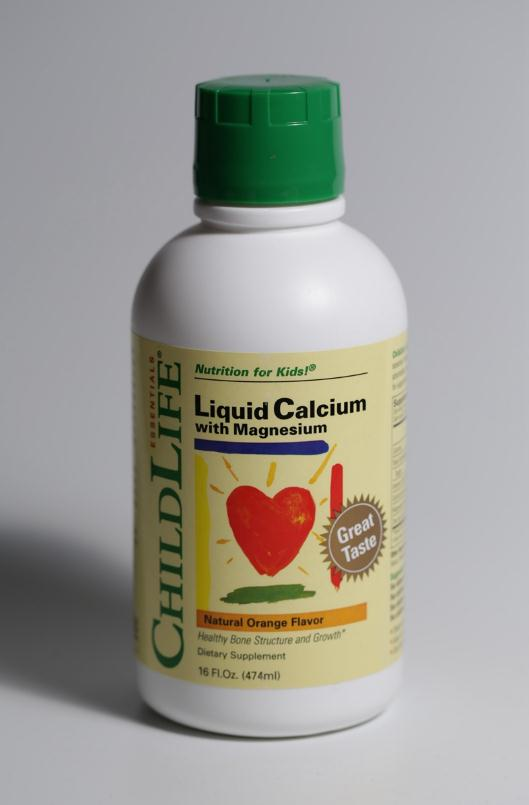 CHILDLIFE®
ESSENTIALS
Nutrition for Kids!®
Liquid Calcium
with Magnesium
Great
Taste
Natural Orange Flavor
Healthy Bone Structure and Growth*
Dietary Supplement
16 Fl.Oz. (474ml)